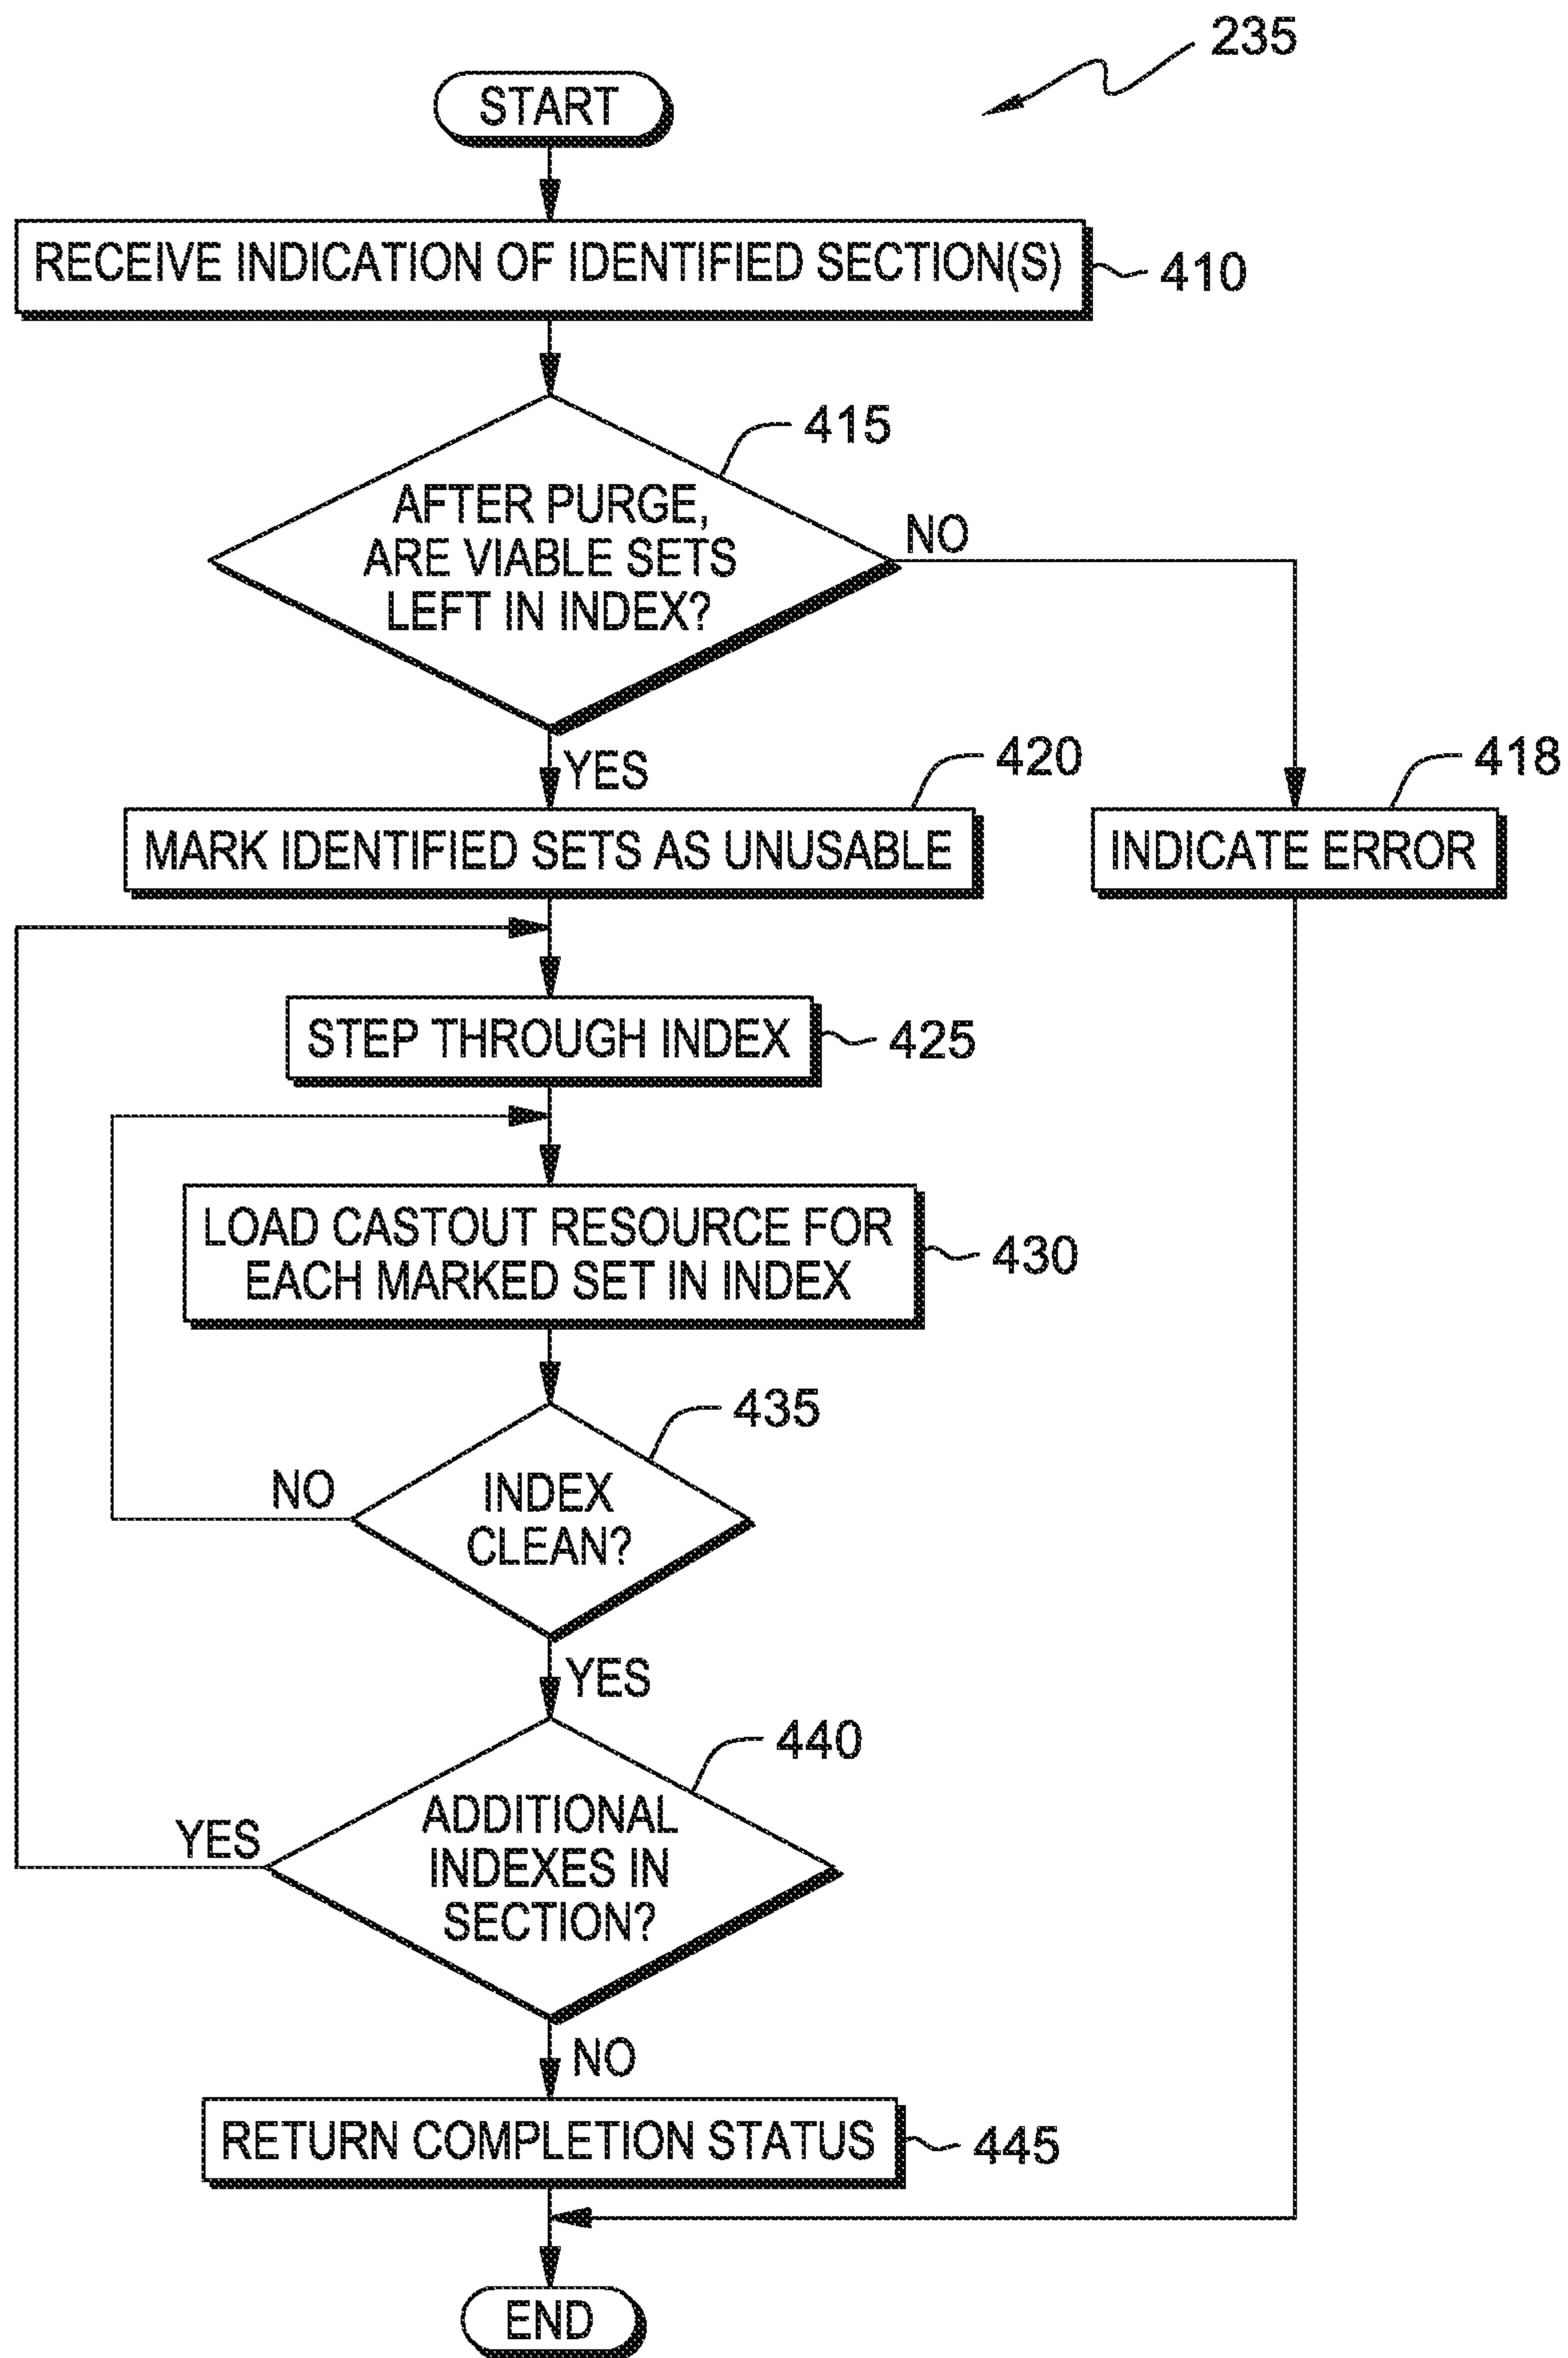 235
START
RECEIVE INDICATION OF IDENTIFIED SECTION(S)
410
415
AFTER PURGE,
ARE VIABLE SETS
LEFT IN INDEX?
NO
YES
420
418
MARK IDENTIFIED SETS AS UNUSABLE
INDICATE ERROR
STEP THROUGH INDEX
425
LOAD CASTOUT RESOURCE FOR
EACH MARKED SET IN INDEX
430
435
INDEX
CLEAN?
NO
YES
440
ADDITIONAL
INDEXES IN
SECTION?
YES
NO
RETURN COMPLETION STATUS
445
END